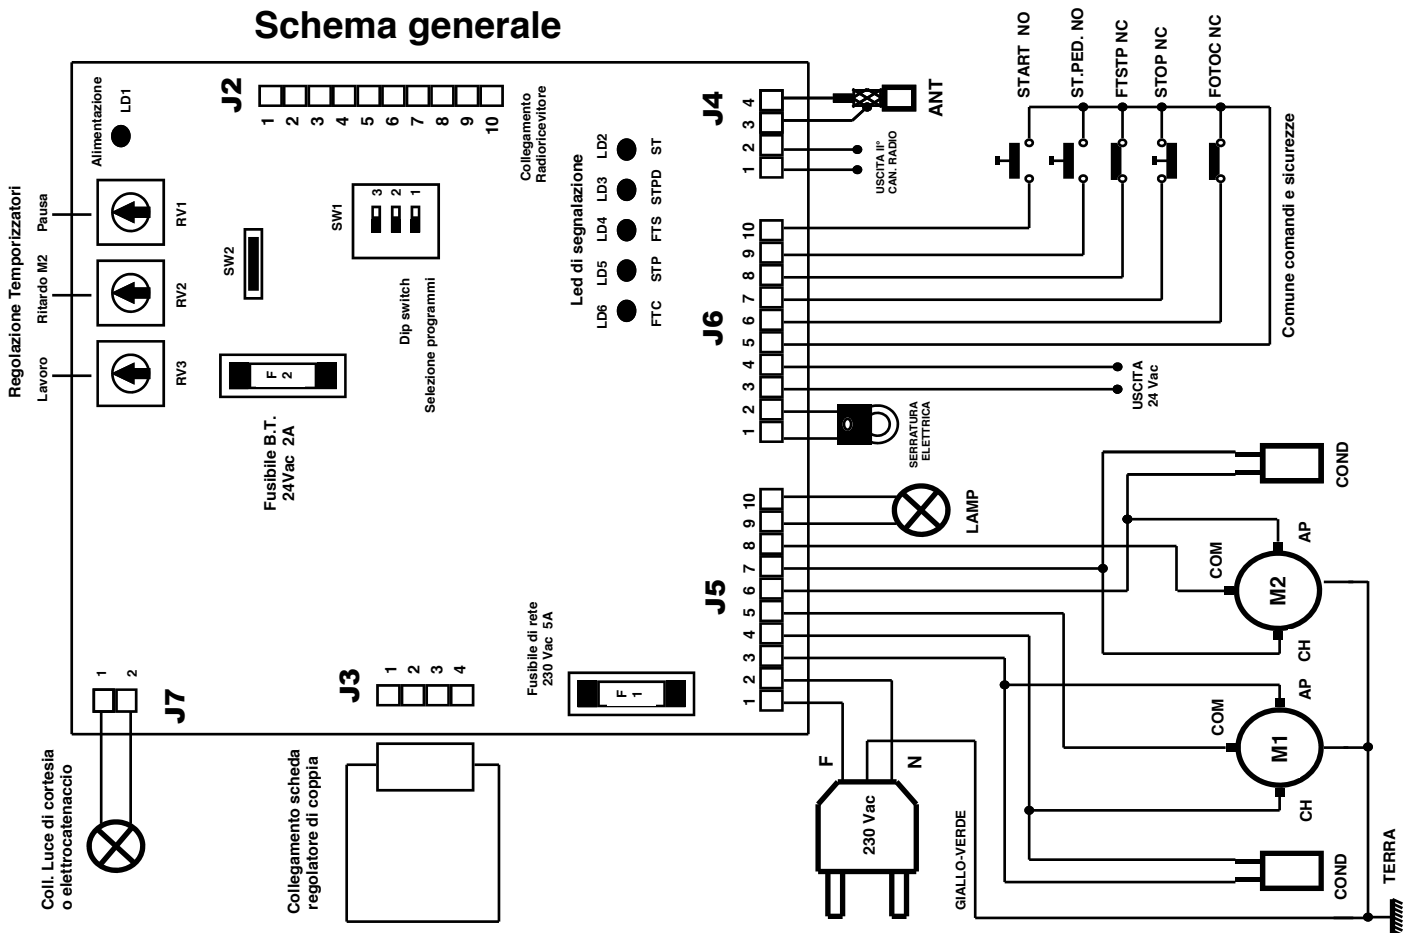 Schema generale
Regolazione Temporizzatori
Pausa
Ritardo M2
Lavoro
RV1
RV2
RV3
Alimentazione
LD1
J2
1
2
3
4
5
6
7
8
9
10
Collegamento
Radioricevitore
SW1
3
2
1
Dip switch
Selezione programmi
SW2
F
2
Fusibile B.T.
24Vac 2A
Led di segnalazione
LD2
LD3
LD4
LD5
LD6
ST
STPD
FTS
STP
FTC
J4
4
3
2
1
ANT
USCITA II°
CAN. RADIO
START NO
ST.PED. NO
FTSTP NC
STOP NC
FOTOC NC
Comune comandi e sicurezze
J6
10
9
8
7
6
5
4
3
2
1
USCITA
24 Vac
SERRATURA
ELETTRICA
J5
10
9
8
7
6
5
4
3
2
1
LAMP
COND
COM
AP
M2
CH
COM
AP
M1
CH
COND
TERRA
GIALLO-VERDE
F
N
230 Vac
Fusibile di rete
230 Vac 5A
F
1
J3
1
2
3
4
Collegamento scheda
regolatore di coppia
J7
1
2
Coll. Luce di cortesia
o elettrocatenaccio